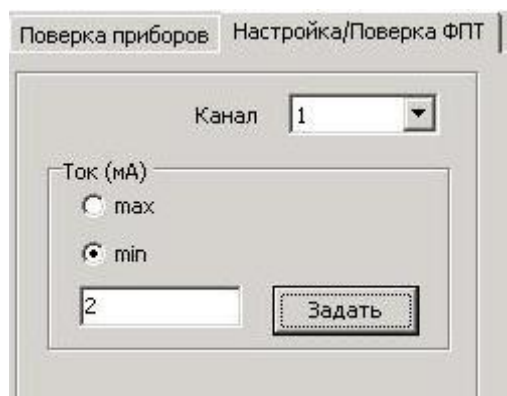 Поверка приборов Настройка/Поверка ФПТ
Канал 1
Ток (мА)
max
min
2 Задать